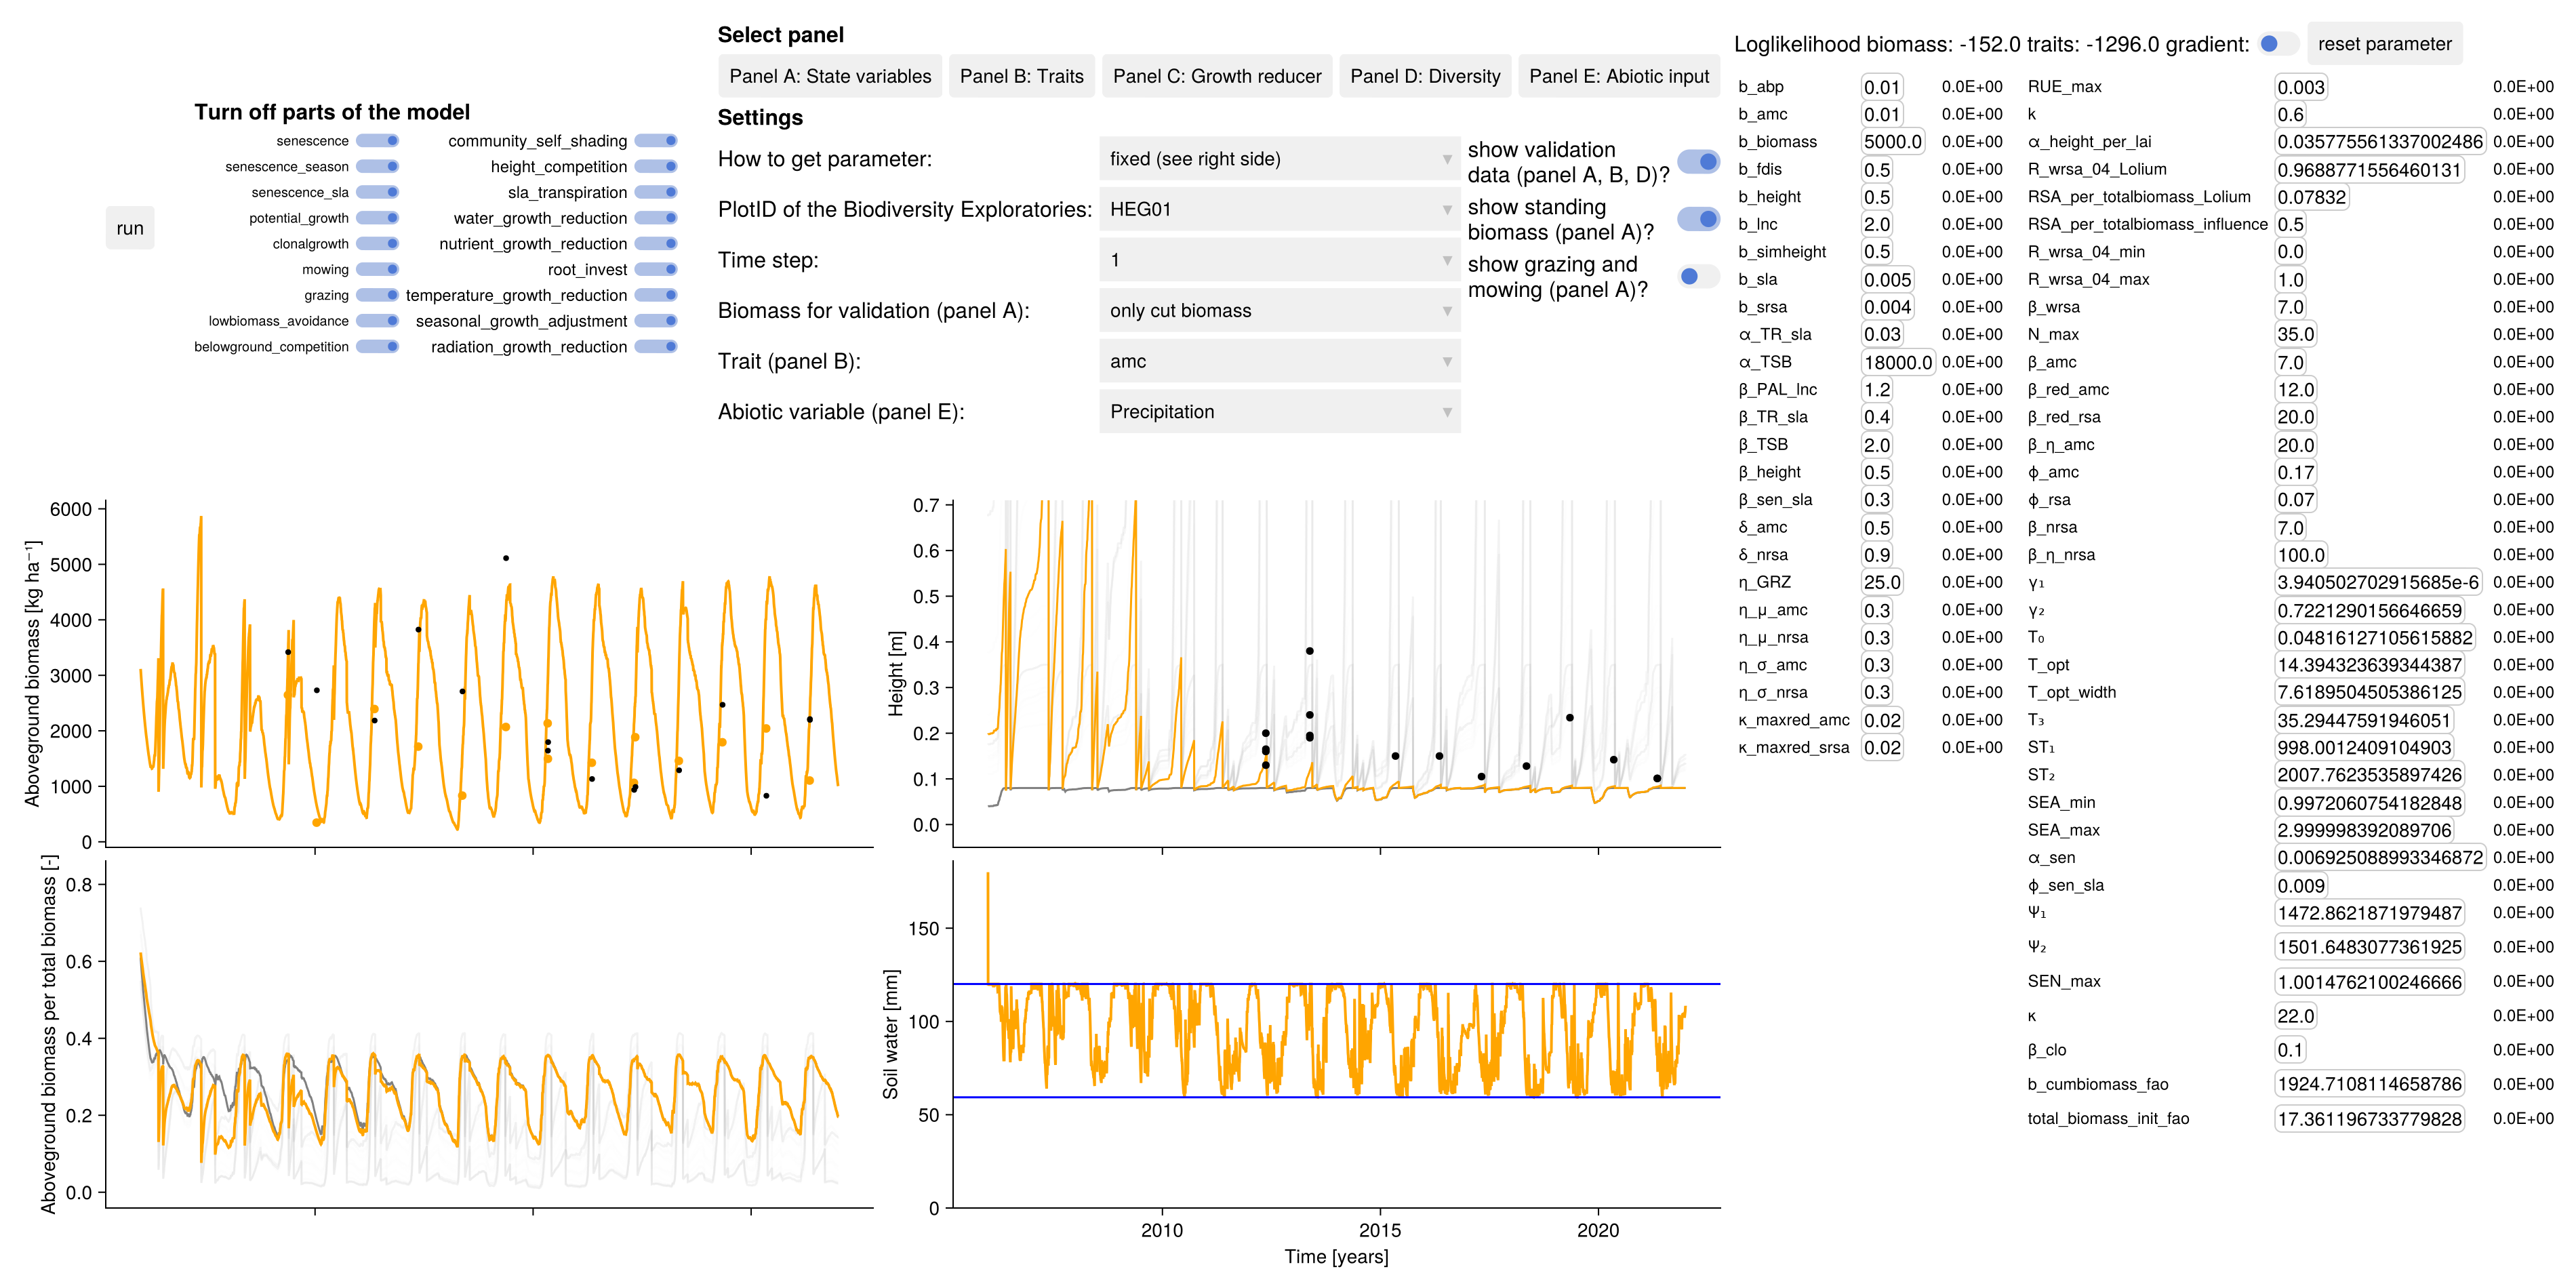 Select panel
Panel A: State variables
Panel B: Traits
Panel C: Growth reducer
Panel D: Diversity
Panel E: Abiotic input
Turn off parts of the model
run
senescence
community_self_shading
senescence_season
height_competition
senescence_sla
sla_transpiration
potential_growth
water_growth_reduction
clonalgrowth
nutrient_growth_reduction
mowing
root_invest
grazing
temperature_growth_reduction
lowbiomass_avoidance
seasonal_growth_adjustment
belowground_competition
radiation_growth_reduction
Settings
How to get parameter: fixed (see right side) ▼
PlotID of the Biodiversity Exploratories: HEG01 ▼
Time step: 1 ▼
Biomass for validation (panel A): only cut biomass ▼
Trait (panel B): amc ▼
Abiotic variable (panel E): Precipitation ▼
show validation
data (panel A, B, D)?
show standing
biomass (panel A)?
show grazing and
mowing (panel A)?
Loglikelihood biomass: -152.0 traits: -1296.0 gradient: reset parameter
b_abp 0.01 0.0E+00 RUE_max 0.003 0.0E+00
b_amc 0.01 0.0E+00 k 0.6 0.0E+00
b_biomass 5000.0 0.0E+00 α_height_per_lai 0.035775561337002486 0.0E+00
b_fdis 0.5 0.0E+00 R_wrsa_04_Lolium 0.9688771556460131 0.0E+00
b_height 0.5 0.0E+00 RSA_per_totalbiomass_Lolium 0.07832 0.0E+00
b_lnc 2.0 0.0E+00 RSA_per_totalbiomass_influence 0.5 0.0E+00
b_simheight 0.5 0.0E+00 R_wrsa_04_min 0.0 0.0E+00
b_sla 0.005 0.0E+00 R_wrsa_04_max 1.0 0.0E+00
b_srsa 0.004 0.0E+00 β_wrsa 7.0 0.0E+00
α_TR_sla 0.03 0.0E+00 N_max 35.0 0.0E+00
α_TSB 18000.0 0.0E+00 β_amc 7.0 0.0E+00
β_PAL_lnc 1.2 0.0E+00 β_red_amc 12.0 0.0E+00
β_TR_sla 0.4 0.0E+00 β_red_rsa 20.0 0.0E+00
β_TSB 2.0 0.0E+00 β_η_amc 20.0 0.0E+00
β_height 0.5 0.0E+00 ϕ_amc 0.17 0.0E+00
β_sen_sla 0.3 0.0E+00 ϕ_rsa 0.07 0.0E+00
δ_amc 0.5 0.0E+00 β_nrsa 7.0 0.0E+00
δ_nrsa 0.9 0.0E+00 β_η_nrsa 100.0 0.0E+00
η_GRZ 25.0 0.0E+00 γ₁ 3.940502702915685e-6 0.0E+00
η_μ_amc 0.3 0.0E+00 γ₂ 0.7221290156646659 0.0E+00
η_μ_nrsa 0.3 0.0E+00 T₀ 0.04816127105615882 0.0E+00
η_σ_amc 0.3 0.0E+00 T_opt 14.394323639344387 0.0E+00
η_σ_nrsa 0.3 0.0E+00 T_opt_width 7.6189504505386125 0.0E+00
κ_maxred_amc 0.02 0.0E+00 T₃ 35.29447591946051 0.0E+00
κ_maxred_srsa 0.02 0.0E+00 ST₁ 998.0012409104903 0.0E+00
ST₂ 2007.7623535897426 0.0E+00
SEA_min 0.9972060754182848 0.0E+00
SEA_max 2.999998392089706 0.0E+00
α_sen 0.006925088993346872 0.0E+00
ϕ_sen_sla 0.009 0.0E+00
Ψ₁ 1472.8621871979487 0.0E+00
Ψ₂ 1501.6483077361925 0.0E+00
SEN_max 1.0014762100246666 0.0E+00
κ 22.0 0.0E+00
β_clo 0.1 0.0E+00
b_cumbiomass_fao 1924.7108114658786 0.0E+00
total_biomass_init_fao 17.361196733779828 0.0E+00
Aboveground biomass [kg ha⁻¹]
6000
5000
4000
3000
2000
1000
0
Height [m]
0.7
0.6
0.5
0.4
0.3
0.2
0.1
0.0
Aboveground biomass per total biomass [-]
0.8
0.6
0.4
0.2
0.0
Soil water [mm]
150
100
50
0
2010 2015 2020
Time [years]